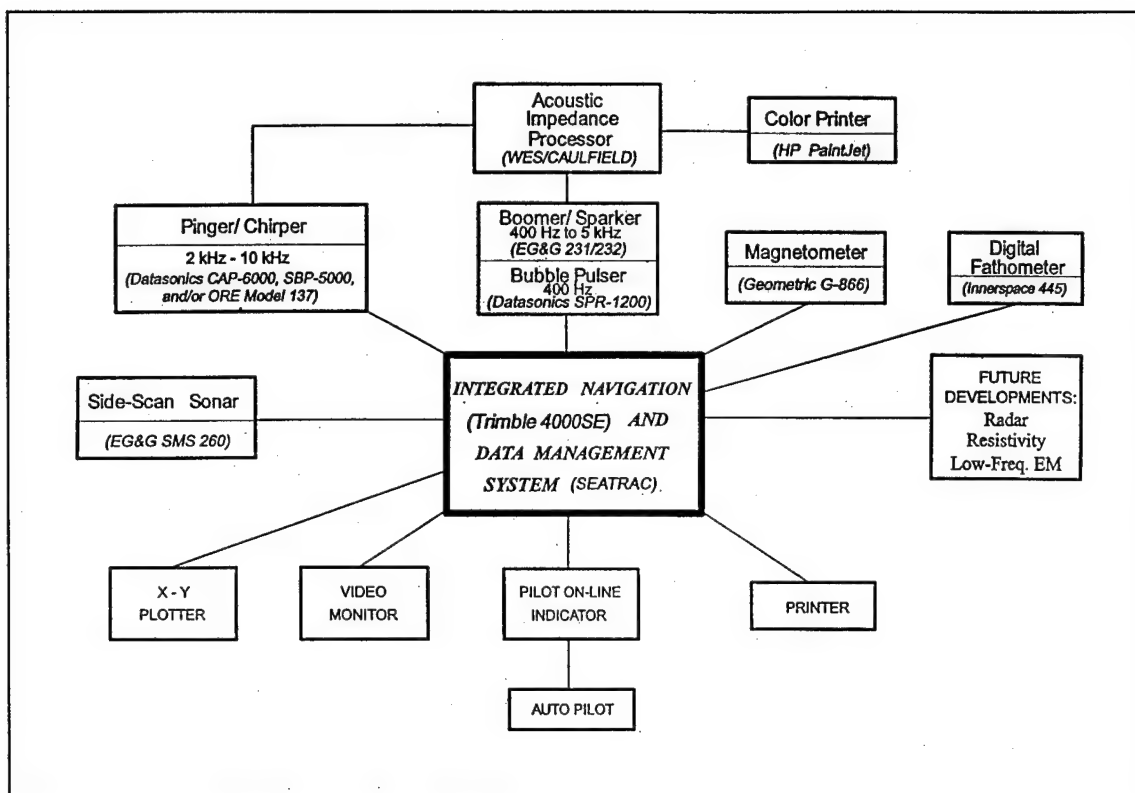 Acoustic
Impedance
Processor
(WES/CAULFIELD)
Color Printer
(HP PaintJet)
Pinger/ Chirper
2 kHz - 10 kHz
(Datasonics CAP-6000, SBP-5000,
and/or ORE Model 137)
Boomer/ Sparker
400 Hz to 5 kHz
(EG&G 231/232)
Bubble Pulser
400 Hz
(Datasonics SPR-1200)
Magnetometer
(Geometric G-866)
Digital
Fathometer
(Innerspace 445)
Side-Scan Sonar
(EG&G SMS 260)
INTEGRATED NAVIGATION
(Trimble 4000SE) AND
DATA MANAGEMENT
SYSTEM (SEATRAC)
FUTURE
DEVELOPMENTS:
Radar
Resistivity
Low-Freq. EM
X - Y
PLOTTER
VIDEO
MONITOR
PILOT ON-LINE
INDICATOR
PRINTER
AUTO PILOT